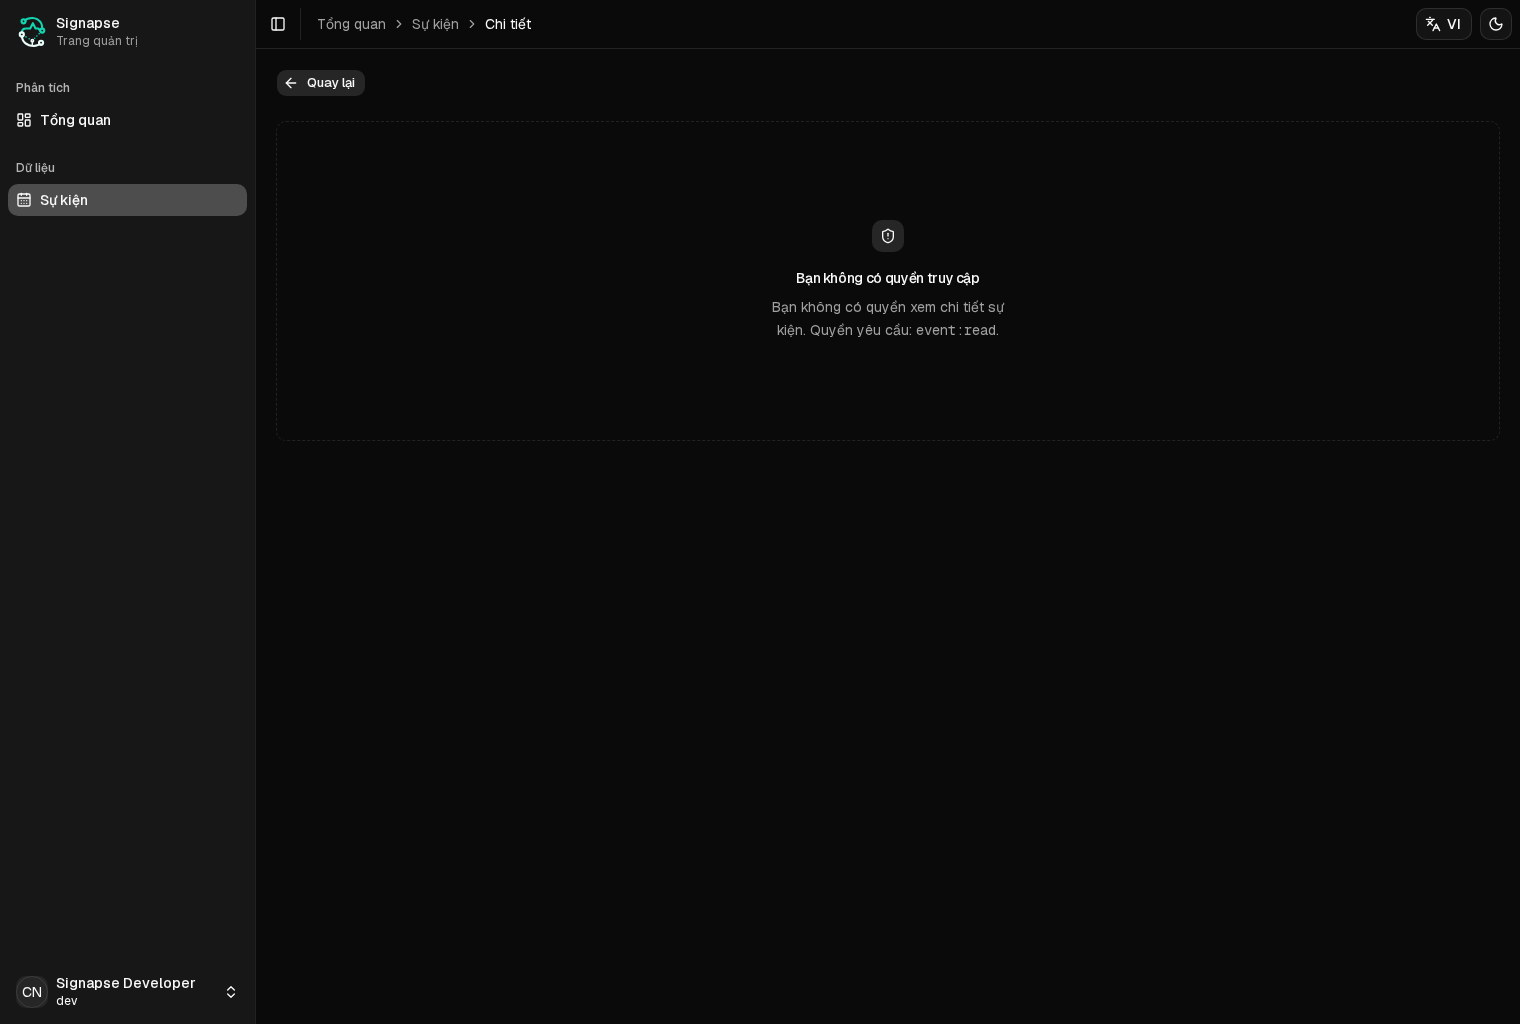 Signapse
Trang quản trị
Phân tích
Tổng quan
Dữ liệu
Sự kiện
Signapse Developer
CN
dev
Tổng quan
Sự kiện
Chi tiết
VI
Quay lại
Bạn không có quyền truy cập
Bạn không có quyền xem chi tiết sự
kiện. Quyền yêu cầu: event:read.